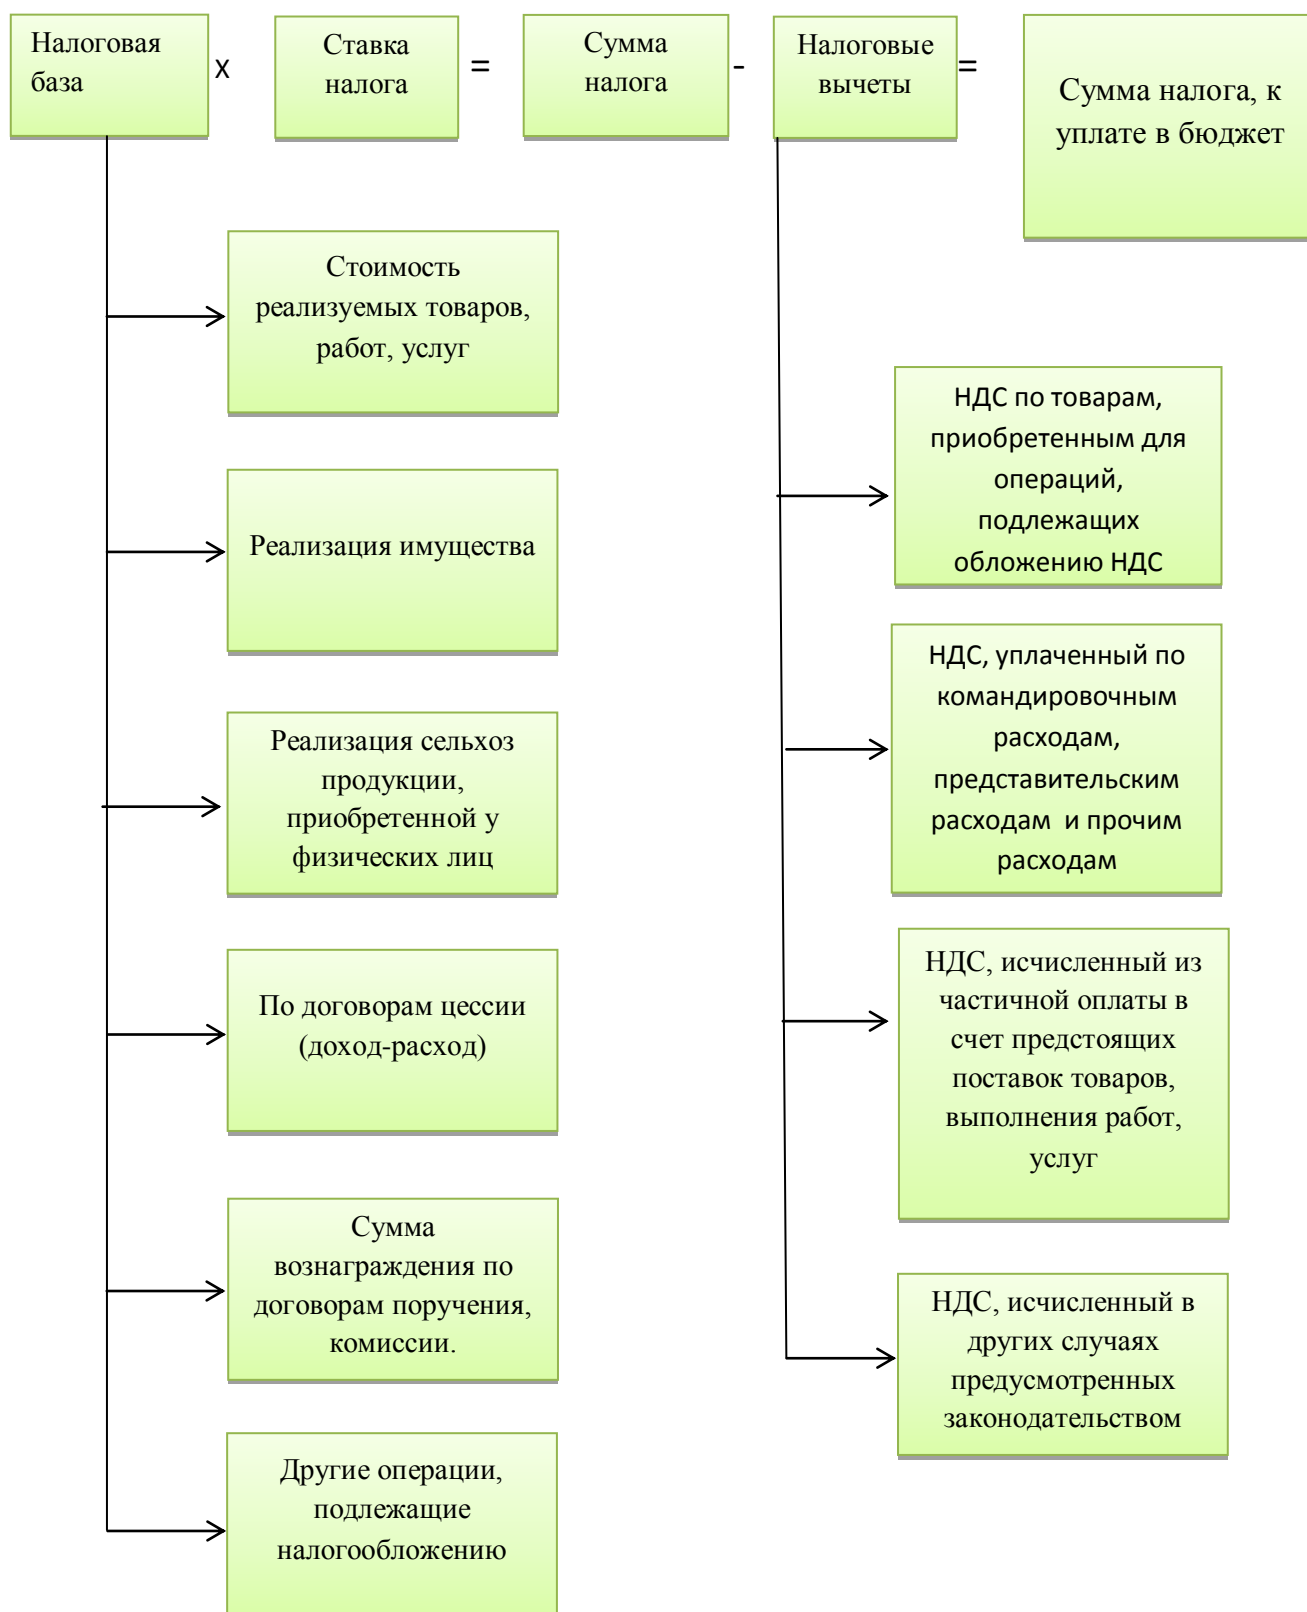 Налоговая
база
x
Ставка
налога
=
Сумма
налога
-
Налоговые
вычеты
=
Сумма налога, к
уплате в бюджет
Стоимость
реализуемых товаров,
работ, услуг
Реализация имущества
Реализация сельхоз
продукции,
приобретенной у
физических лиц
По договорам цессии
(доход-расход)
Сумма
вознаграждения по
договорам поручения,
комиссии.
Другие операции,
подлежащие
налогообложению
НДС по товарам,
приобретенным для
операций,
подлежащих
обложению НДС
НДС, уплаченный по
командировочным
расходам,
представительским
расходам и прочим
расходам
НДС, исчисленный из
частичной оплаты в
счет предстоящих
поставок товаров,
выполнения работ,
услуг
НДС, исчисленный в
других случаях
предусмотренных
законодательством